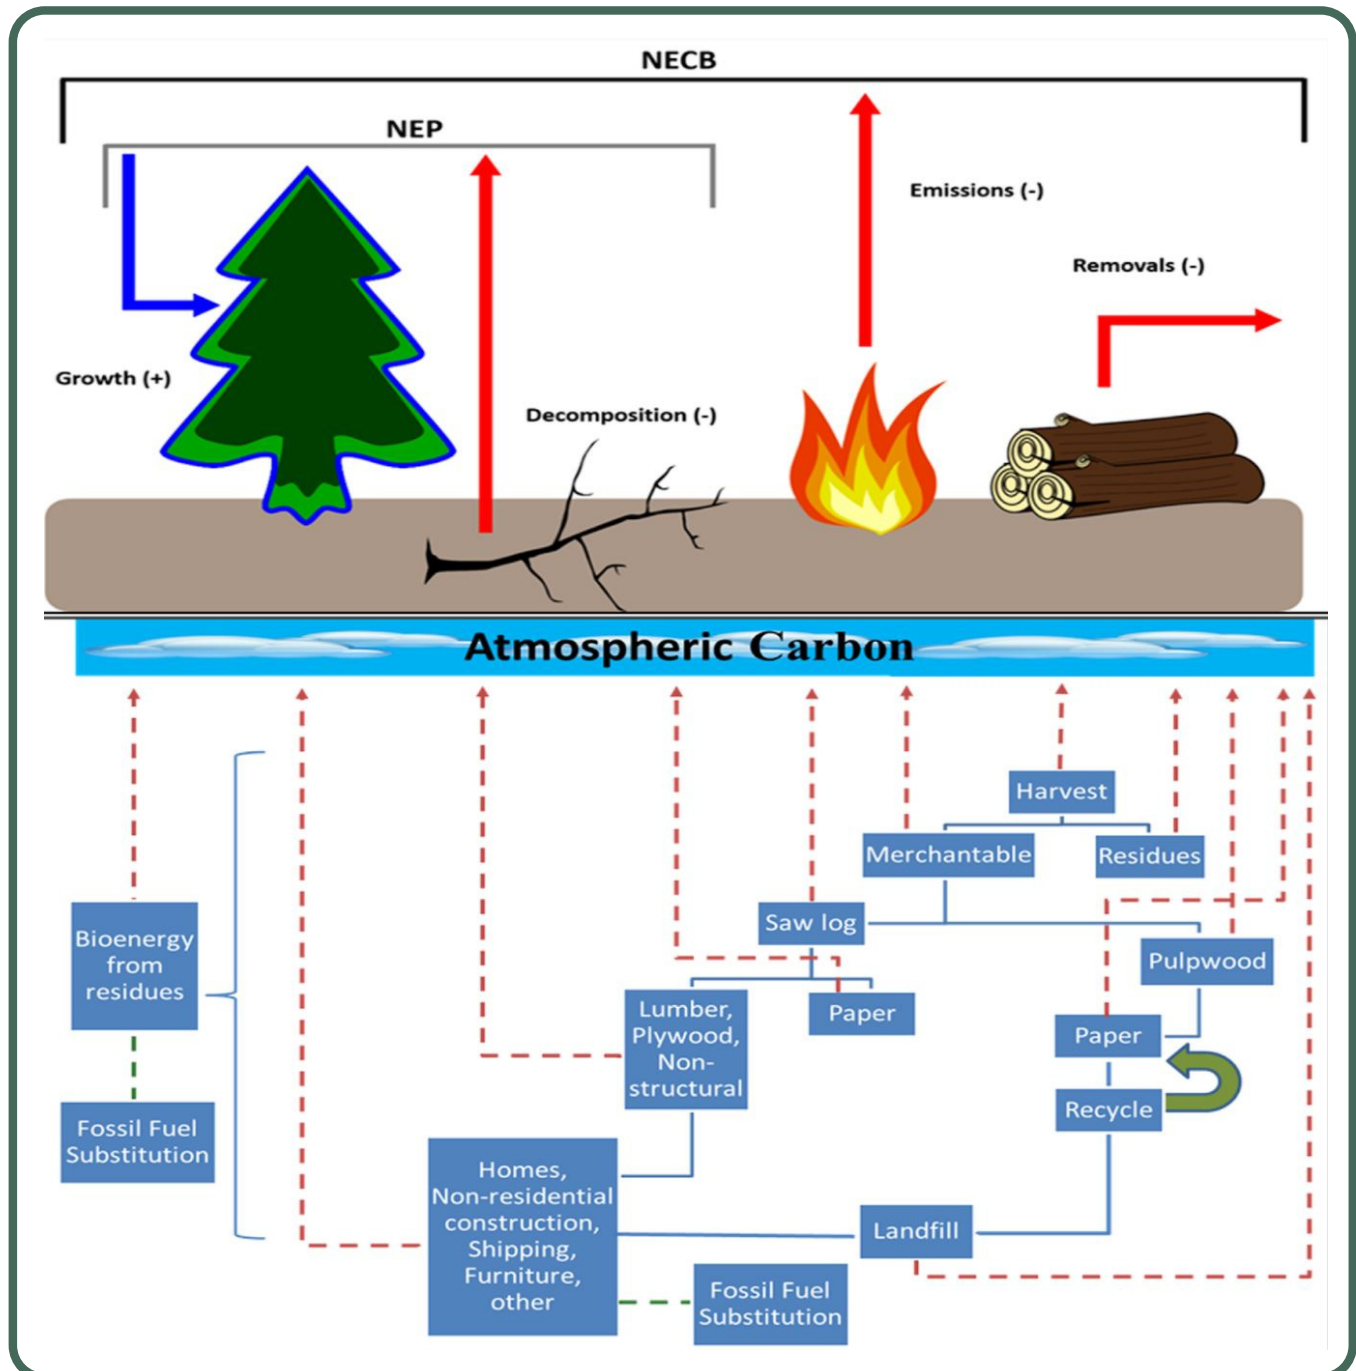 NECB
NEP
Emissions (-)
Removals (-)
Growth (+)
Decomposition (-)
Atmospheric Carbon
Harvest
Merchantable
Residues
Saw log
Bioenergy
from
residues
Pulpwood
Lumber,
Plywood,
Non-
structural
Paper
Paper
Recycle
Fossil Fuel
Substitution
Homes,
Non-residential
construction,
Shipping,
Furniture,
other
Landfill
Fossil Fuel
Substitution